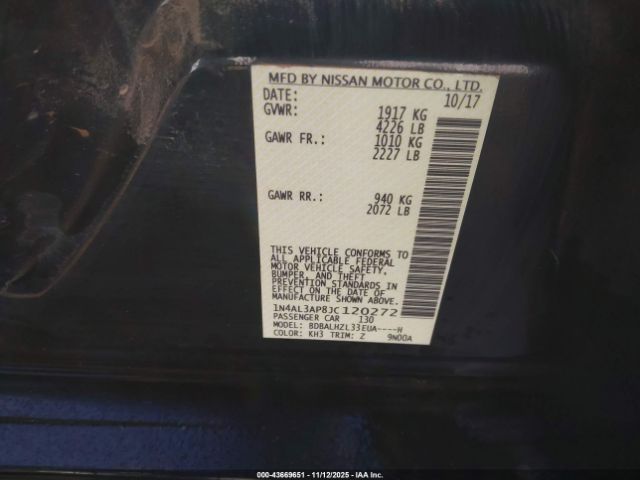 MFD BY NISSAN MOTOR CO., LTD.
DATE: 10/17
GVWR: 1917 KG
4226 LB
GAWR FR.: 1010 KG
2227 LB
GAWR RR.: 940 KG
2072 LB
THIS VEHICLE CONFORMS TO
ALL APPLICABLE FEDERAL
MOTOR VEHICLE SAFETY,
BUMPER, AND THEFT
PREVENTION STANDARDS IN
EFFECT ON THE DATE OF
MANUFACTURE SHOWN ABOVE.
1N4AL3AP8JC120272
PASSENGER CAR 130
MODEL: BDBALHZL33EUA----H
COLOR: KH3 TRIM: Z 9N00A
000-43669651 - 11/12/2025 - IAA Inc.